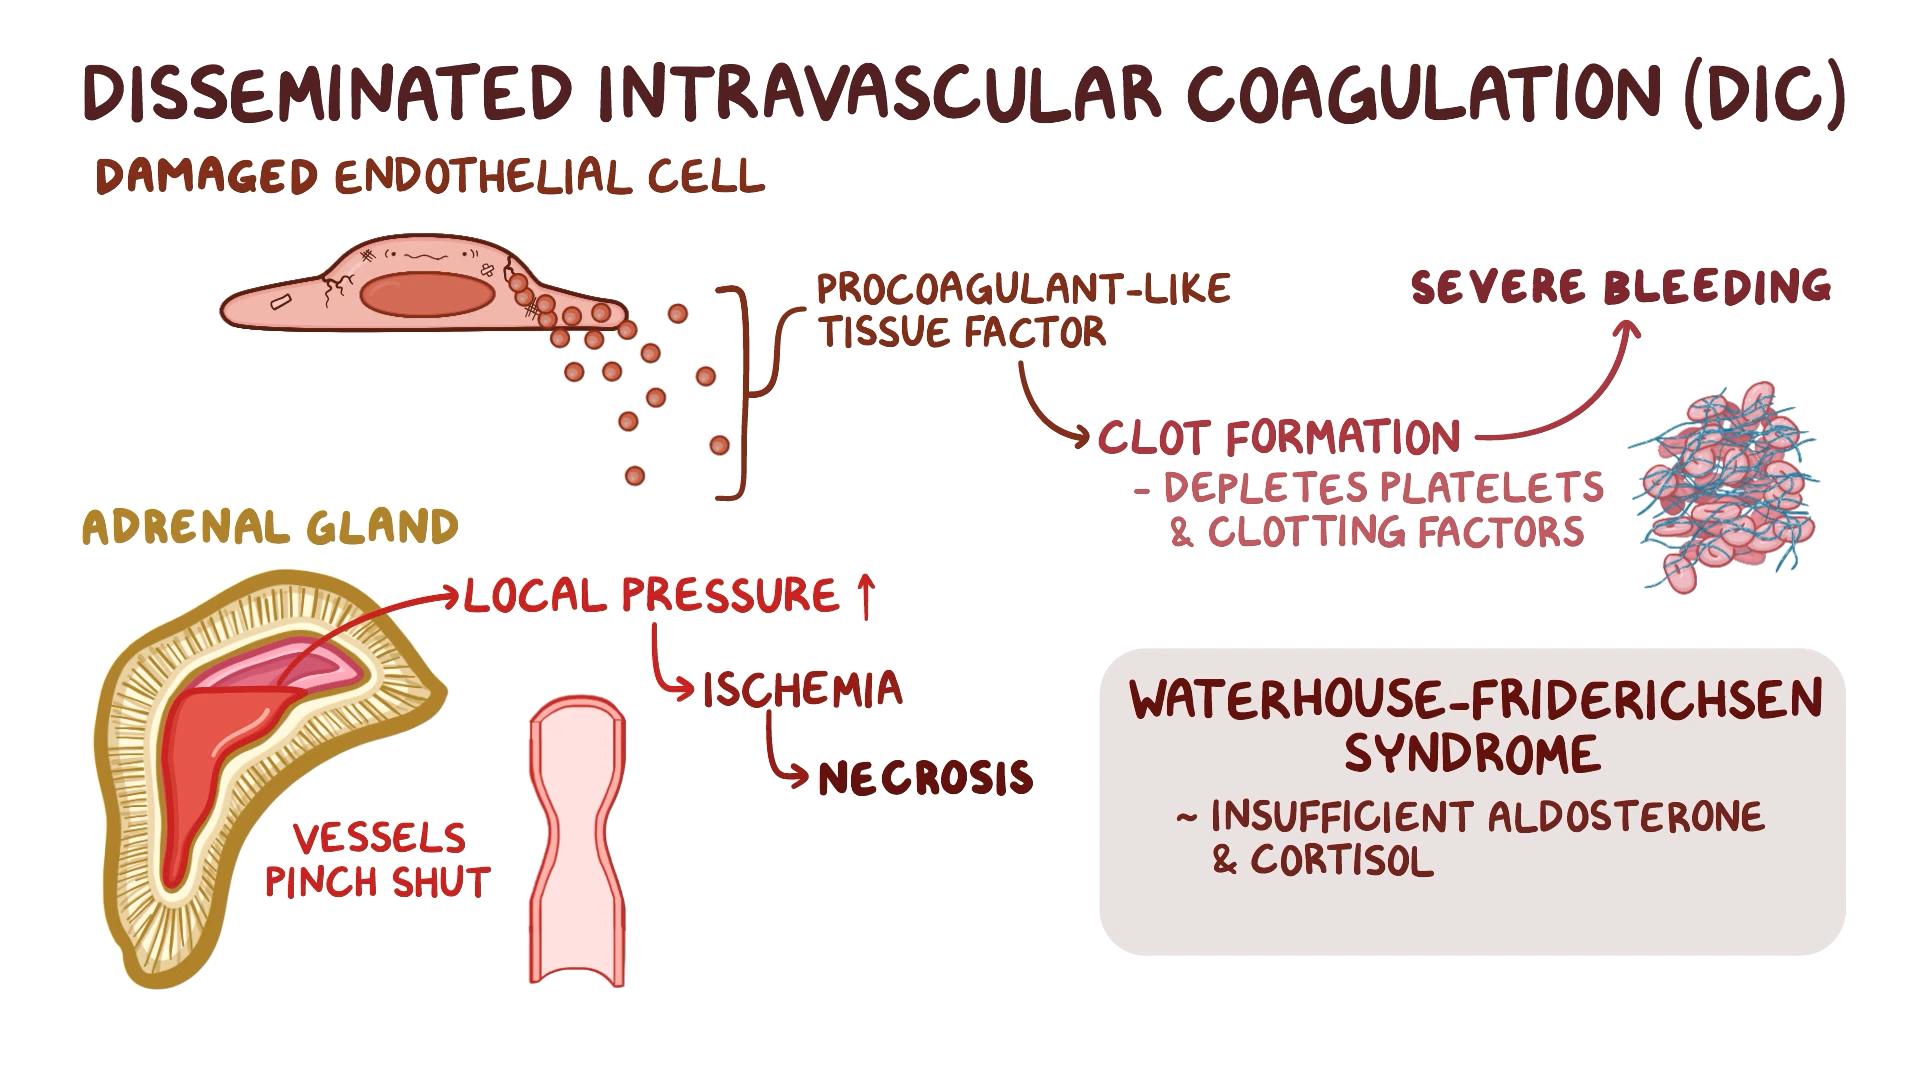 DISSEMINATED INTRAVASCULAR COAGULATION (DIC)
DAMAGED ENDOTHELIAL CELL
PROCOAGULANT-LIKE
TISSUE FACTOR
SEVERE BLEEDING
CLOT FORMATION
- DEPLETES PLATELETS
& CLOTTING FACTORS
ADRENAL GLAND
LOCAL PRESSURE ↑
ISCHEMIA
NECROSIS
VESSELS
PINCH SHUT
WATERHOUSE-FRIDERICHSEN
SYNDROME
~ INSUFFICIENT ALDOSTERONE
& CORTISOL